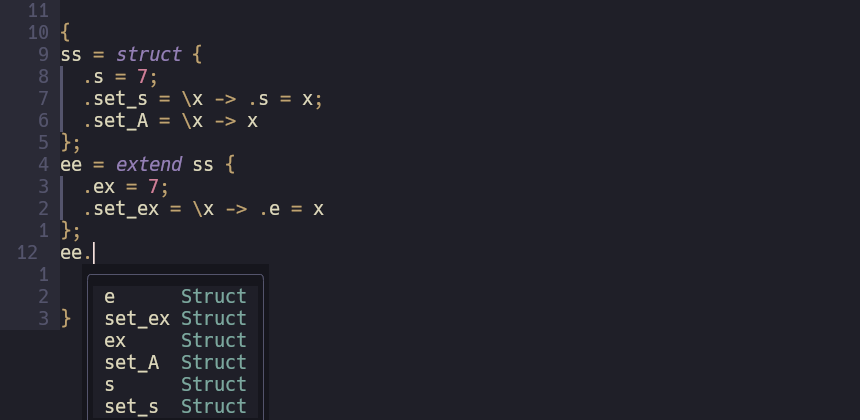 11
10 {
9 ss = struct {
8 .s = 7;
7 .set_s = \x -> .s = x;
6 .set_A = \x -> x
5 };
4 ee = extend ss {
3 .ex = 7;
2 .set_ex = \x -> .e = x
1 };
12 ee.
1
2
3 }
e Struct
set_ex Struct
ex Struct
set_A Struct
s Struct
set_s Struct